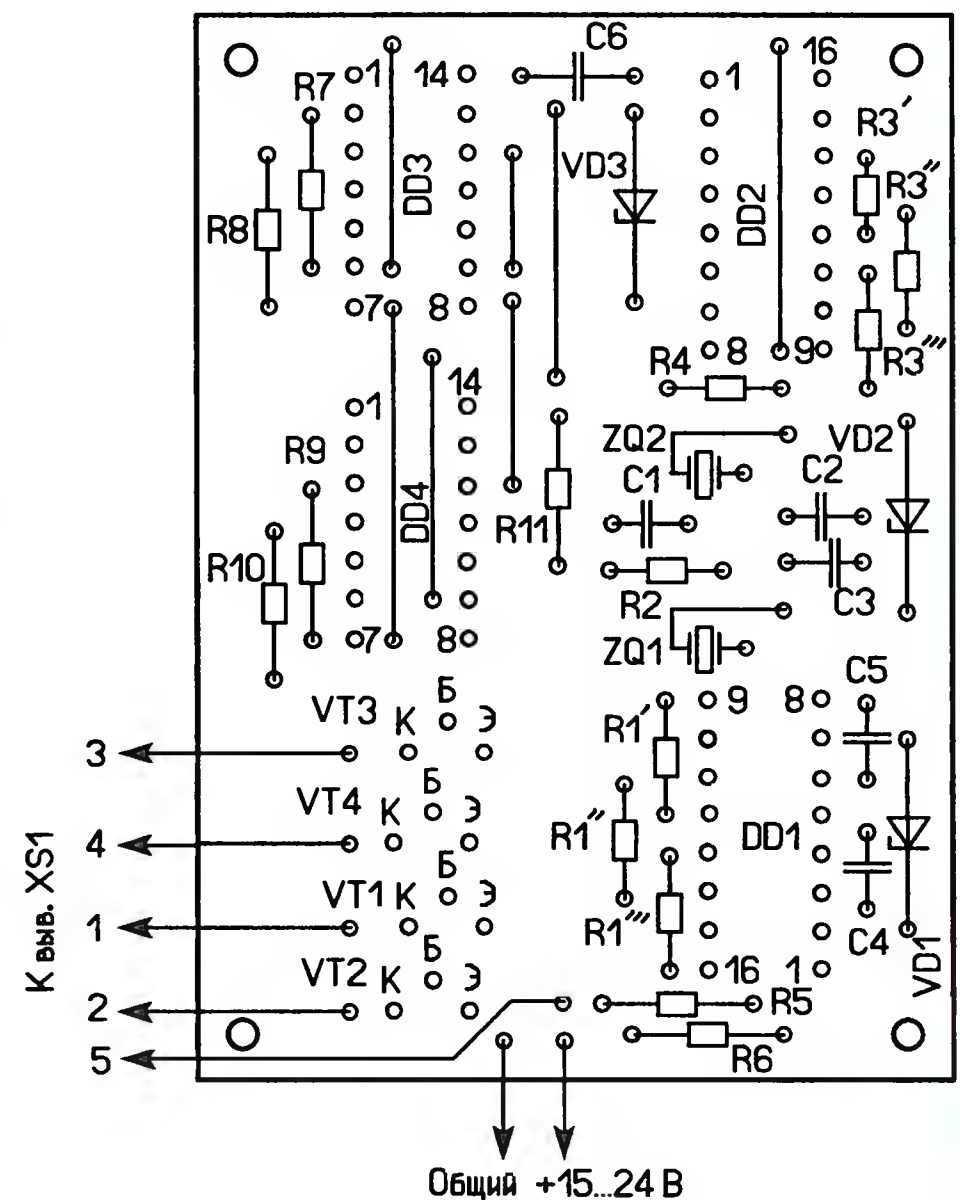 C6
1 14
1
16
R7
R3′
VD3
R3″
DD3
DD2
R8
7 8
8 9
R3‴
R4
14
1
ZQ2
VD2
R9
C1
C2
DD4
R11
R10
R2
C3
7 8
ZQ1
C5
Б
9 8
VT3 К Э
R1′
3
Б
VT4 К Э
R1″
DD1
4
Б
VT1 К Э
R1‴
C4
1
Б
VD1
VT2 К Э
16 1
2
R5
5
R6
К выв. XS1
Общий +15...24 В